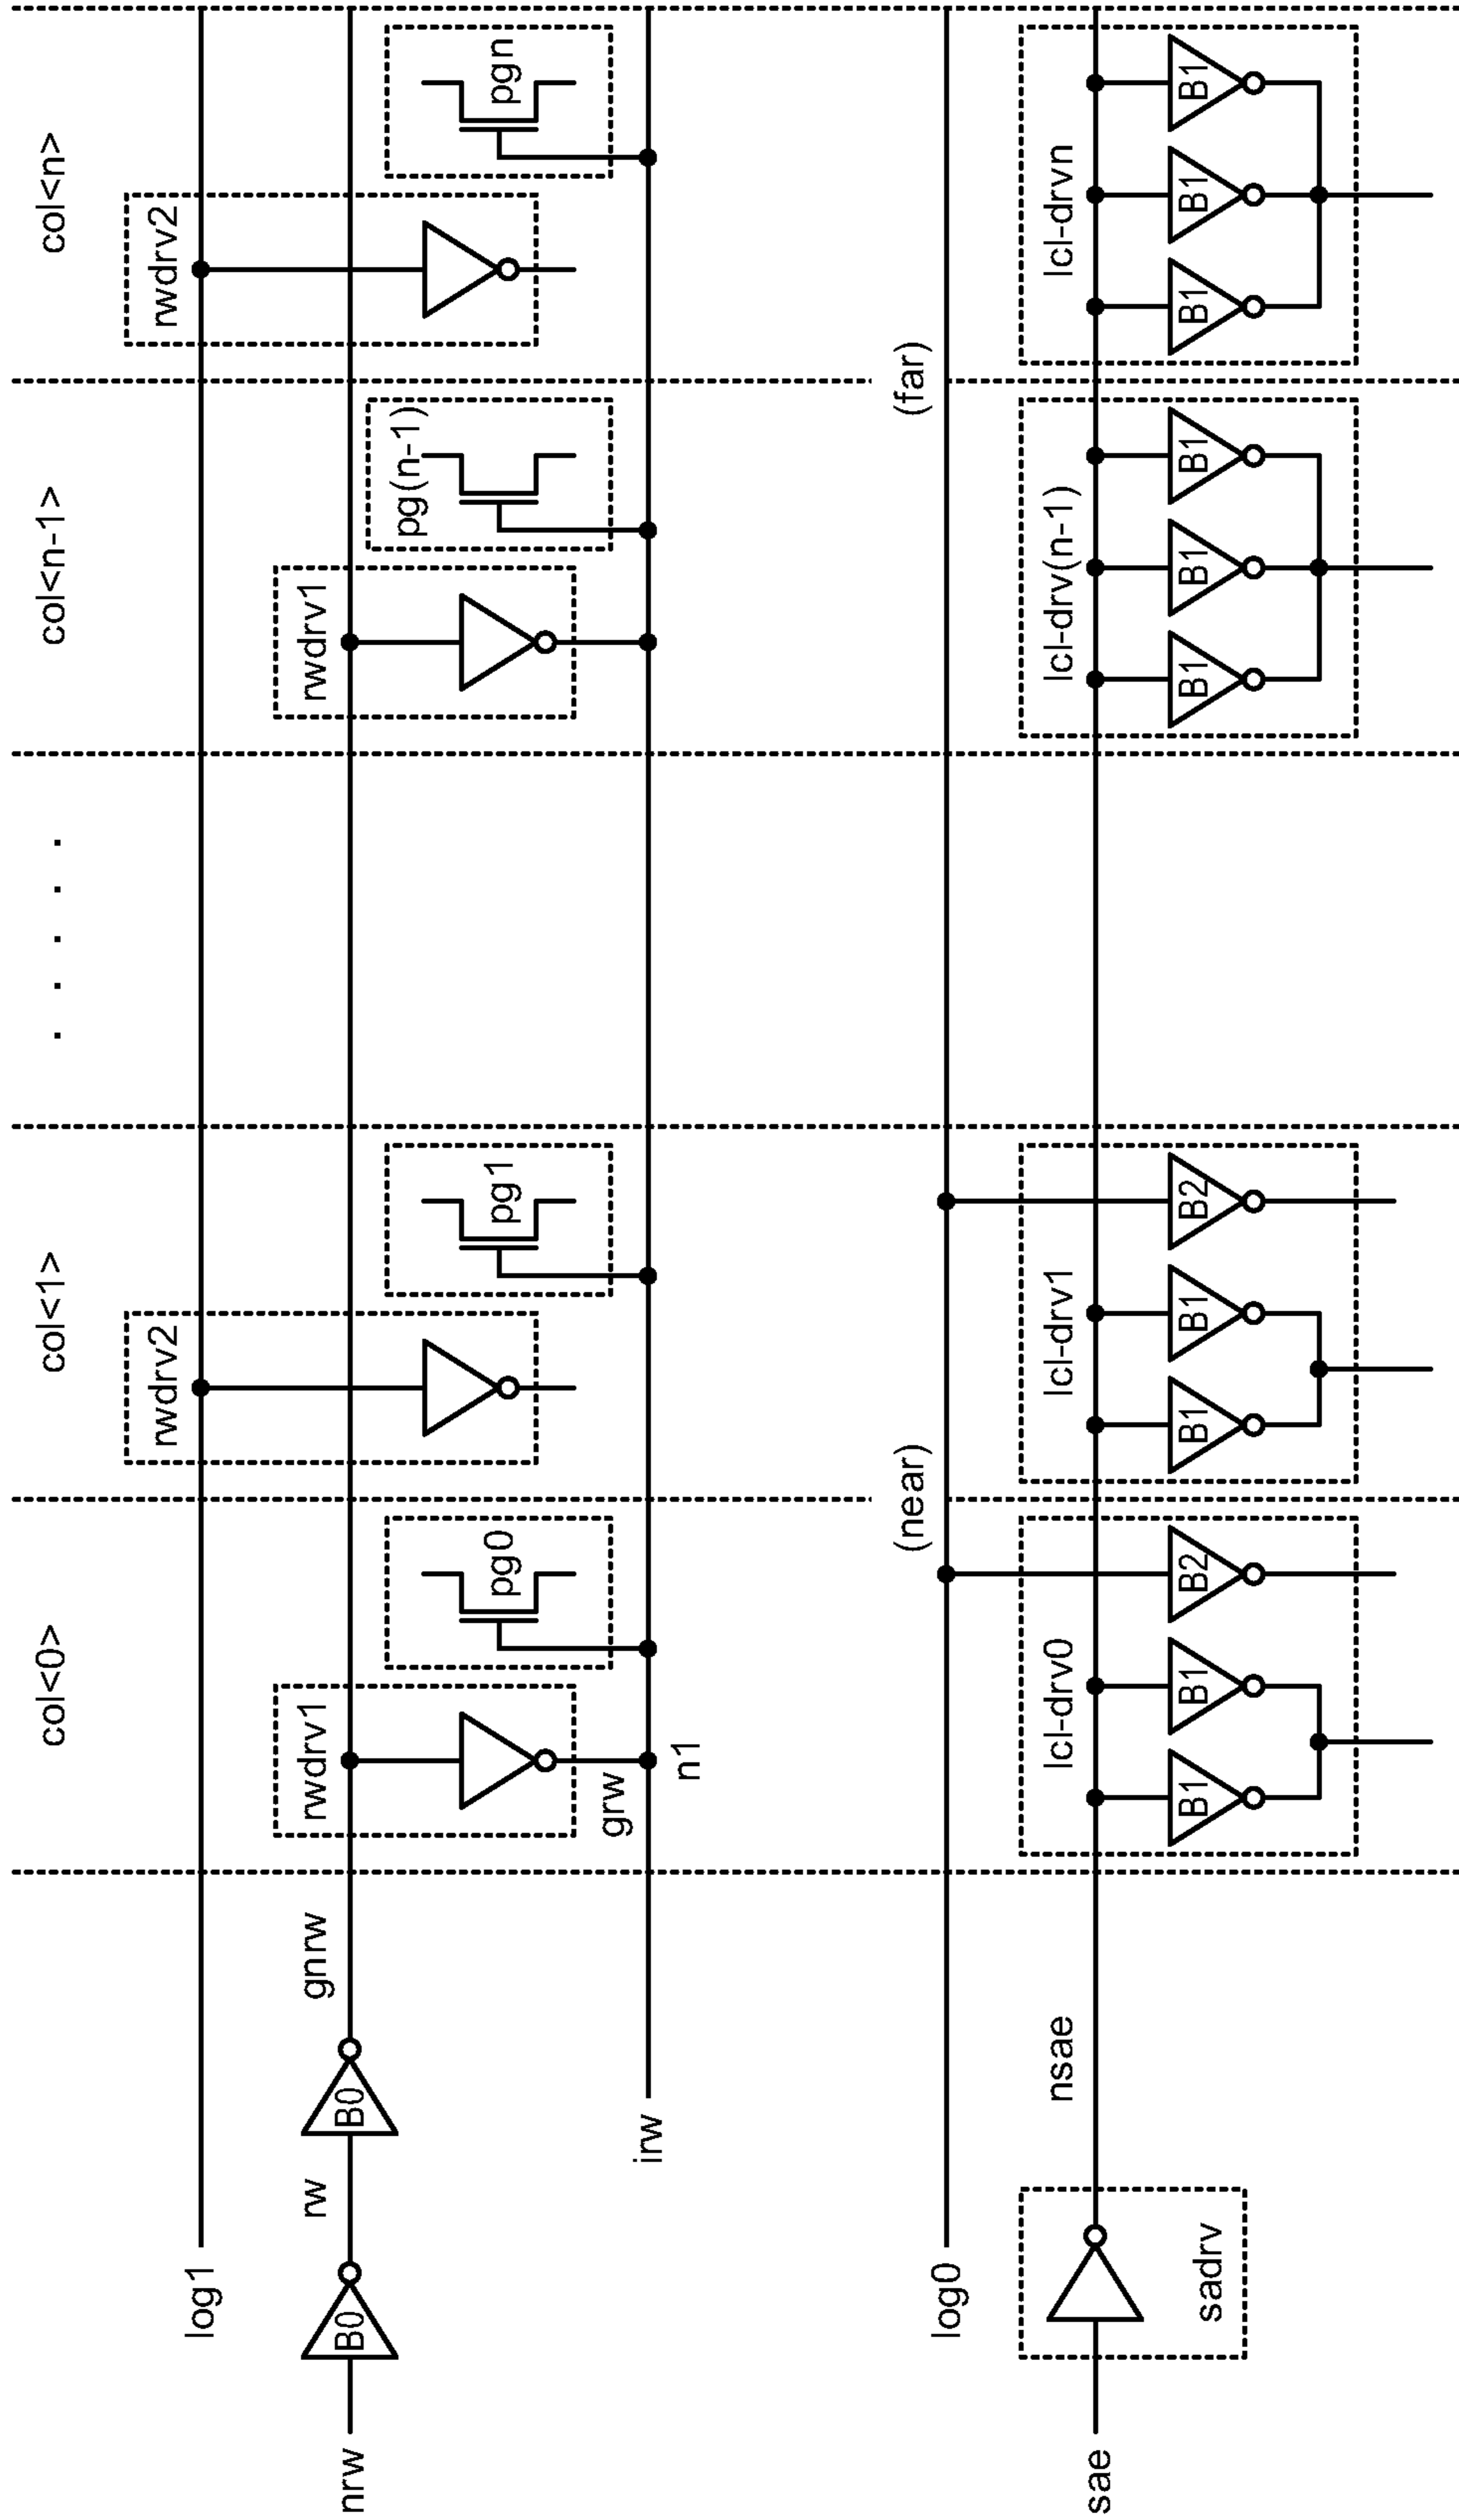 col<0>
col<1>
. . . . .
col<n-1>
col<n>
log1
rwdrv2
rwdrv2
nrw
B0
rw
B0
gnrw
rwdrv1
pg0
pg1
rwdrv1
pg(n-1)
pgn
grw
irw
n1
(near)
(far)
log0
sae
sadrv
nsae
lcl-drv0
B1
B1
B2
lcl-drv1
B1
B1
B2
lcl-drv(n-1)
B1
B1
B1
lcl-drvn
B1
B1
B1